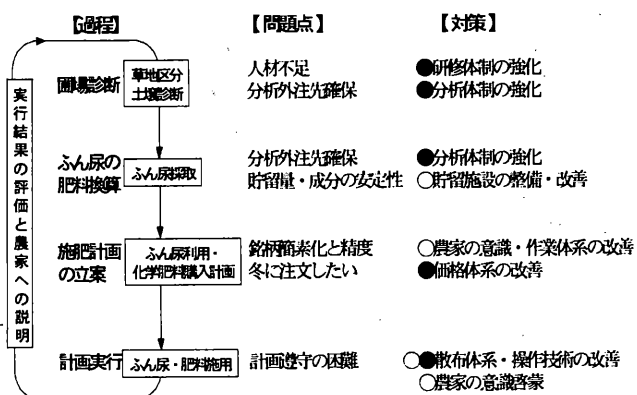 【過程】 【問題点】 【対策】
圃場診断 草地区分 土壌診断
人材不足 ●研修体制の強化
分析外注先確保 ●分析体制の強化
ふん尿の肥料換算 ふん尿採取
分析外注先確保 ●分析体制の強化
貯留量・成分の安定性 ○貯留施設の整備・改善
施肥計画の立案 ふん尿利用・化学肥料購入計画
銘柄簡素化と精度 ○農家の意識・作業体系の改善
冬に注文したい ●価格体系の改善
計画実行 ふん尿・肥料施用 計画遵守の困難 ○●散布体系・操作技術の改善
○農家の意識啓蒙
実行結果の評価と農家への説明